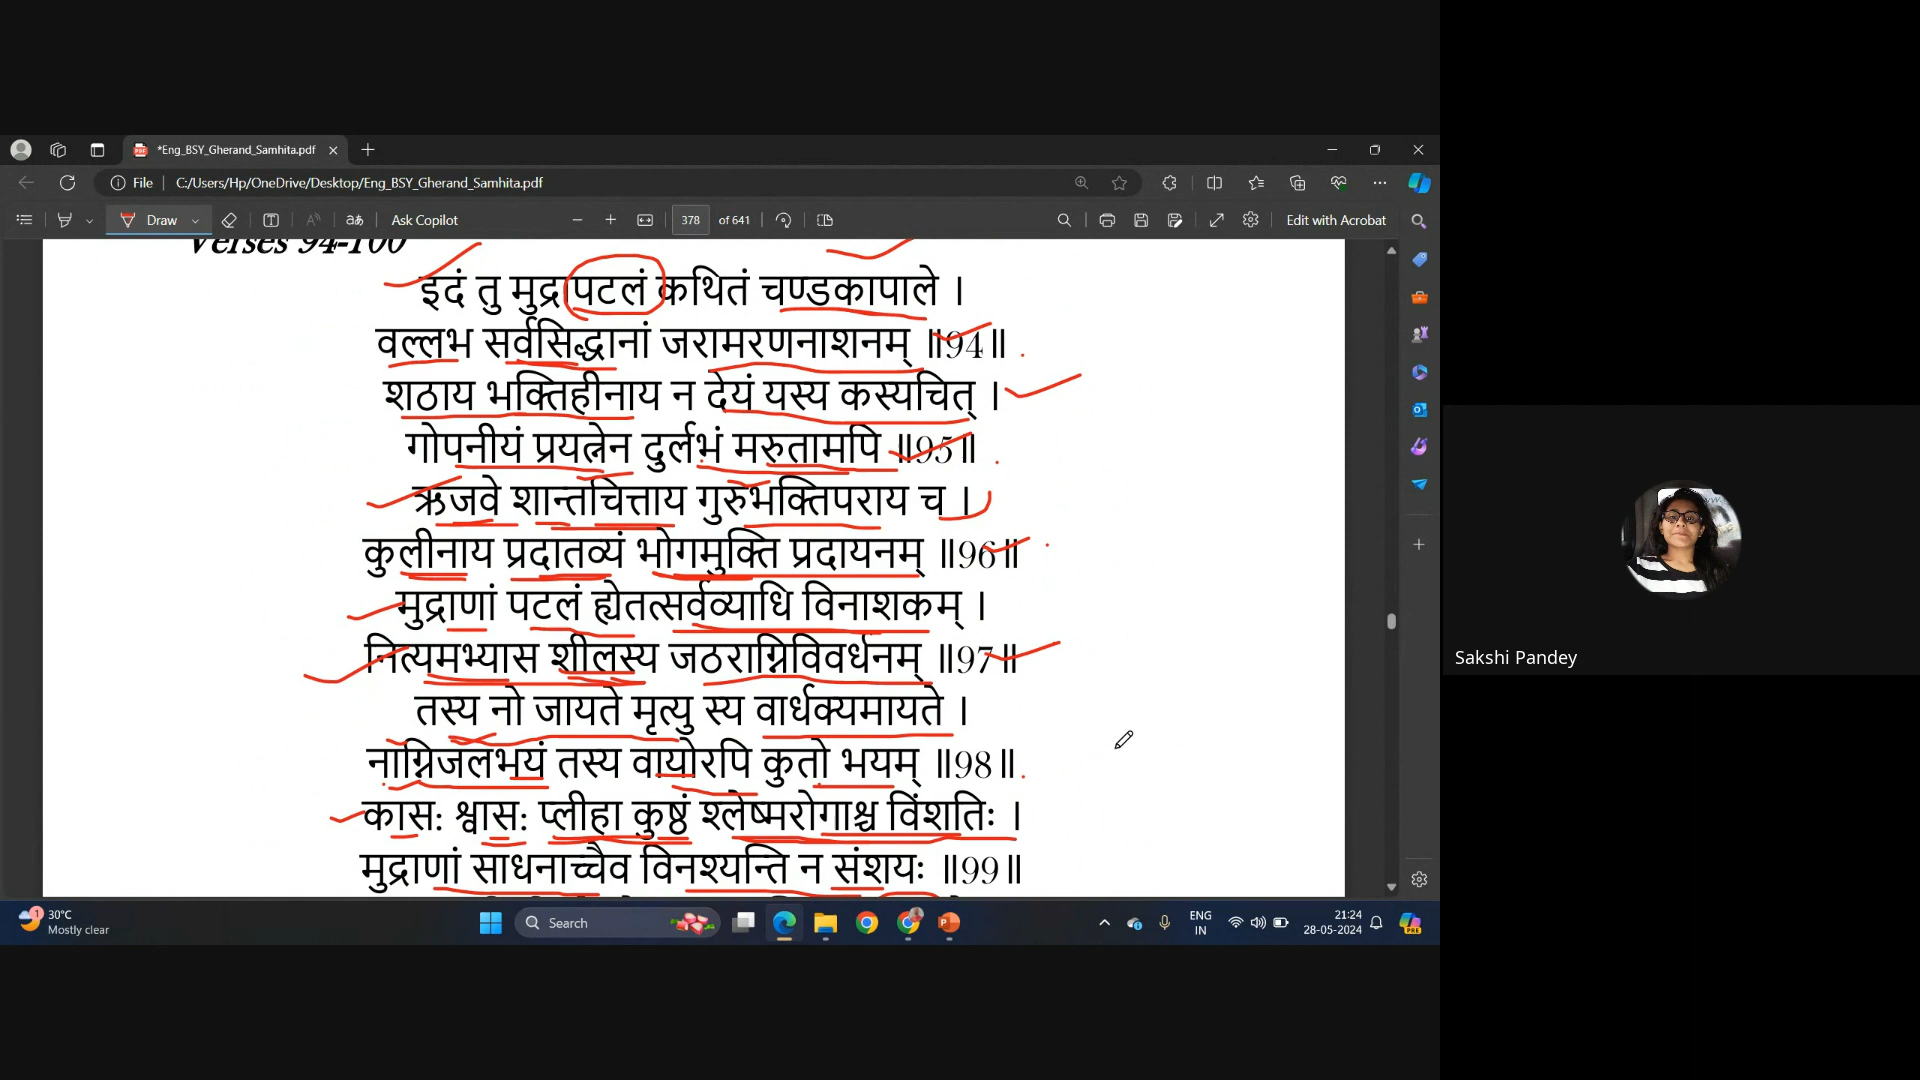 *Eng_BSY_Gherand_Samhita.pdf
File
C:/Users/Hp/OneDrive/Desktop/Eng_BSY_Gherand_Samhita.pdf
Draw
aあ
Ask Copilot
378 of 641
Edit with Acrobat
Verses 94-100
इदं तु मुद्रापटलं कथितं चण्डकापाले ।
वल्लभ सर्वसिद्धानां जरामरणनाशनम् ॥94॥
शठाय भक्तिहीनाय न देयं यस्य कस्यचित् ।
गोपनीयं प्रयत्नेन दुर्लभं मरुतामपि ॥95॥
ऋजवे शान्तचित्ताय गुरुभक्तिपराय च ।
कुलीनाय प्रदातव्यं भोगमुक्ति प्रदायनम् ॥96॥
मुद्राणां पटलं ह्येतत्सर्वव्याधि विनाशकम् ।
नित्यमभ्यास शीलस्य जठराग्निविवर्धनम् ॥97॥
तस्य नो जायते मृत्यु स्य वार्धक्यमायते ।
नाग्निजलभयं तस्य वायोरपि कुतो भयम् ॥98॥
कासः श्वासः प्लीहा कुष्ठं श्लेष्मरोगाश्च विंशतिः ।
मुद्राणां साधनाच्चैव विनश्यन्ति न संशयः ॥99॥
Sakshi Pandey
1
30°C
Mostly clear
Search
ENG
IN
21:24
28-05-2024
PRE